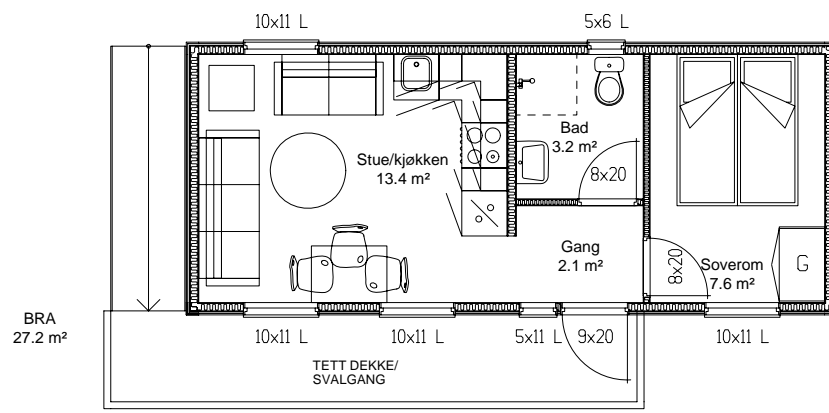 10x11 L
5x6 L
Stue/kjøkken
13.4 m²
Bad
3.2 m²
8x20
Gang
2.1 m²
8x20
Soverom
7.6 m²
G
BRA
27.2 m²
10x11 L
10x11 L
5x11 L
9x20
10x11 L
TETT DEKKE/
SVALGANG